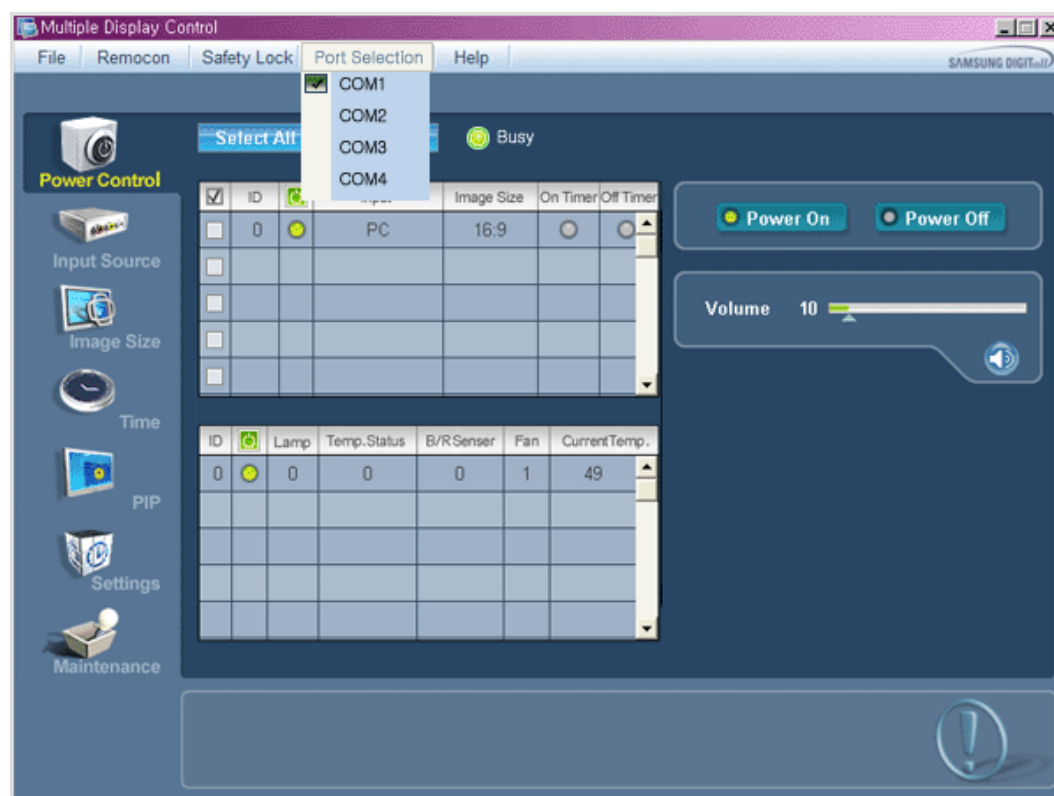 Multiple Display Control
File Remocon Safety Lock Port Selection Help
SAMSUNG DIGITall
COM1
COM2
COM3
COM4
Select All
Busy
Power Control
Input Source
Image Size
Time
PIP
Settings
Maintenance
ID Image Size On Timer Off Timer
0 PC 16:9
ID Lamp Temp.Status B/RSenser Fan CurrentTemp.
0 0 0 0 1 49
Power On Power Off
Volume 10